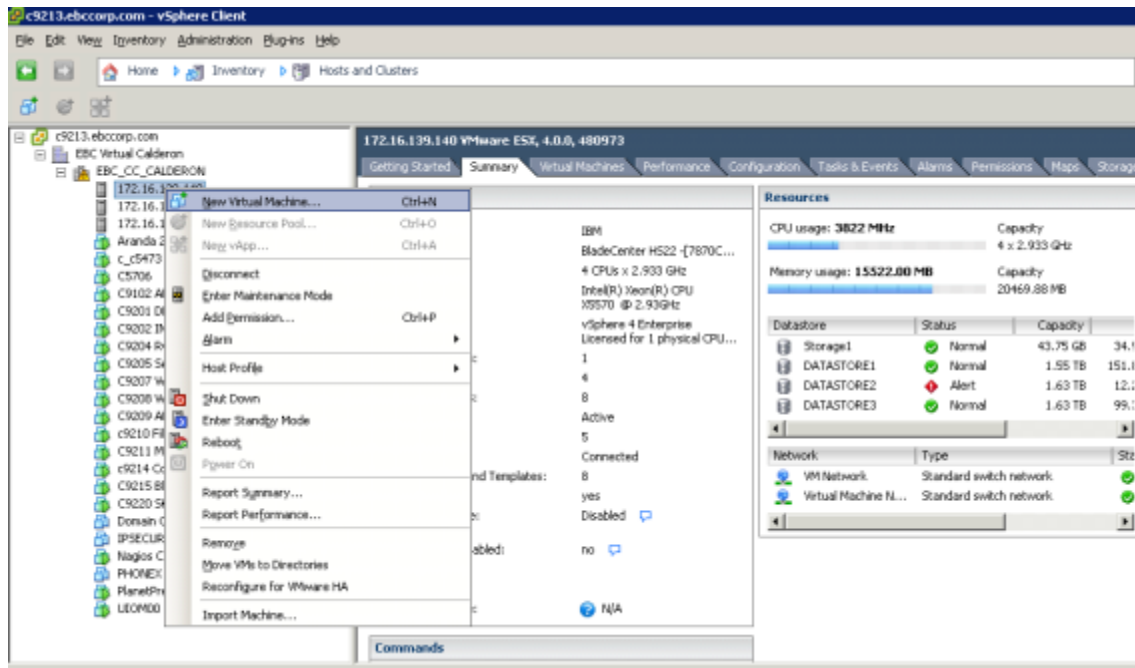 c9213.ebccorp.com - vSphere Client
File Edit View Inventory Administration Plug-ins Help
Home Inventory Hosts and Clusters
c9213.ebccorp.com
EBC Virtual Calderon
EBC_CC_CALDERON
172.16.1
172.16.1
Aranda 2
c_c5473
C5706
C9102
C9201
C9202
C9204
C9205
C9207
C9208
C9209
c9210
C9211
c9214
C9215
C9220
Domain
IPSECUR
Nagios C
PHONEX
PlanetPr
UIOM00
New Virtual Machine... Ctrl+N
New Resource Pool... Ctrl+O
New vApp... Ctrl+A
Disconnect
Enter Maintenance Mode
Add Permission... Ctrl+P
Alarm
Host Profile
Shut Down
Enter Standby Mode
Reboot
Power On
Report Summary...
Report Performance...
Remove
Move VMs to Directories
Reconfigure for VMware HA
Import Machine...
172.16.139.140 VMware ESX, 4.0.0, 480973
Getting Started Summary Virtual Machines Performance Configuration Tasks & Events Alarms Permissions Maps Storag
IBM
BladeCenter HS22 -[7870C...
4 CPUs x 2.933 GHz
Intel(R) Xeon(R) CPU
X5570 @ 2.93GHz
vSphere 4 Enterprise
Licensed for 1 physical CPU...
1
4
8
Active
5
Connected
nd Templates: 8
yes
Disabled
abled: no
N/A
Commands
Resources
CPU usage: 3822 MHz Capacity
4 x 2.933 GHz
Memory usage: 15522.00 MB Capacity
20469.88 MB
Datastore Status Capacity
Storage1 Normal 43.75 GB 34.9
DATASTORE1 Normal 1.55 TB 151.
DATASTORE2 Alert 1.63 TB 12.
DATASTORE3 Normal 1.63 TB 99.
Network Type Sta
VM Network Standard switch network
Virtual Machine N... Standard switch network